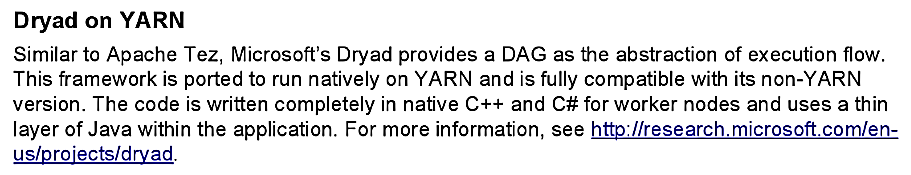 Dryad on YARN
Similar to Apache Tez, Microsoft's Dryad provides a DAG as the abstraction of execution flow.
This framework is ported to run natively on YARN and is fully compatible with its non-YARN
version. The code is written completely in native C++ and C# for worker nodes and uses a thin
layer of Java within the application. For more information, see http://research.microsoft.com/en-
us/projects/dryad.